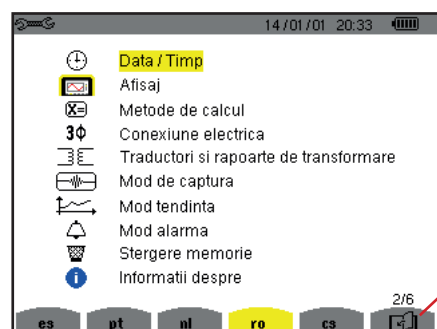 14/01/01 20:33
Data / Timp
Afisaj
X= Metode de calcul
3Φ Conexiune electrica
Traductori si rapoarte de transformare
Mod de captura
Mod tendinta
Mod alarma
Stergere memorie
i Informatii despre
2/6
es pt nl ro cs